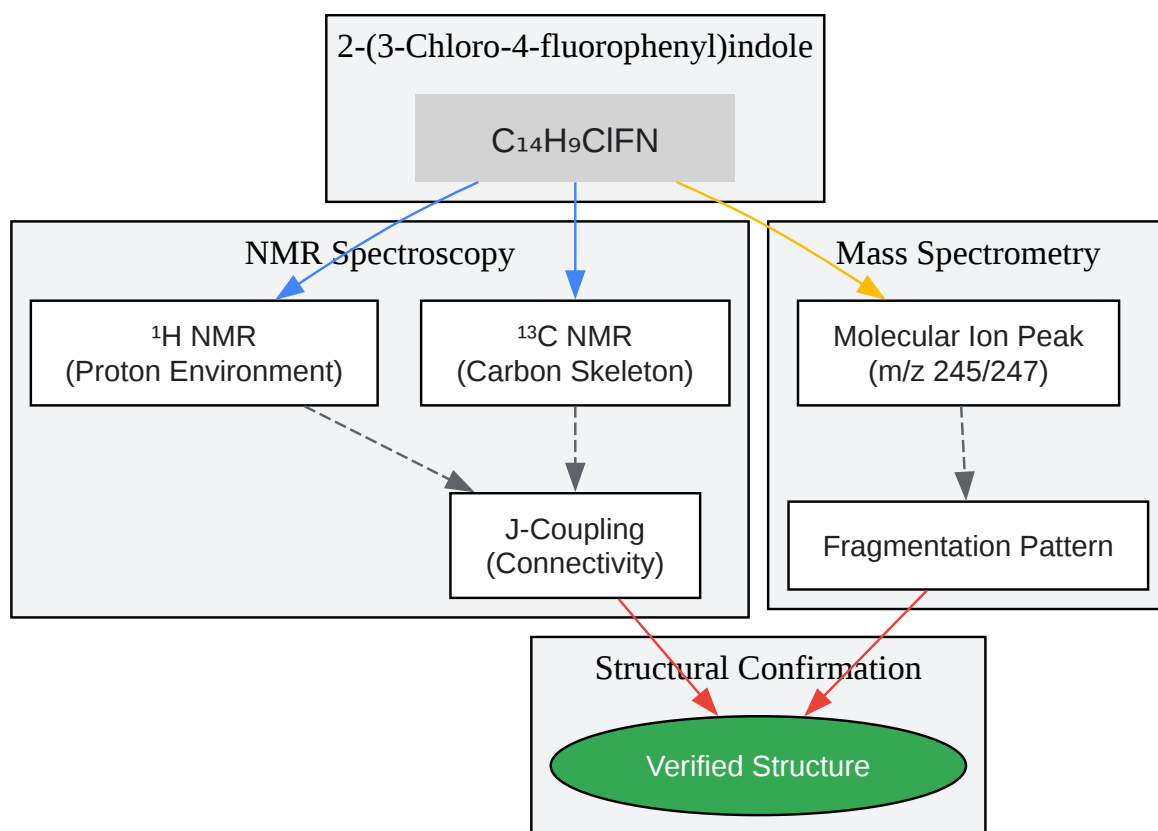 2-(3-Chloro-4-fluorophenyl)indole
C₁₄H₉ClFN
NMR Spectroscopy
Mass Spectrometry
¹H NMR
(Proton Environment)
¹³C NMR
(Carbon Skeleton)
Molecular Ion Peak
(m/z 245/247)
J-Coupling
(Connectivity)
Fragmentation Pattern
Structural Confirmation
Verified Structure